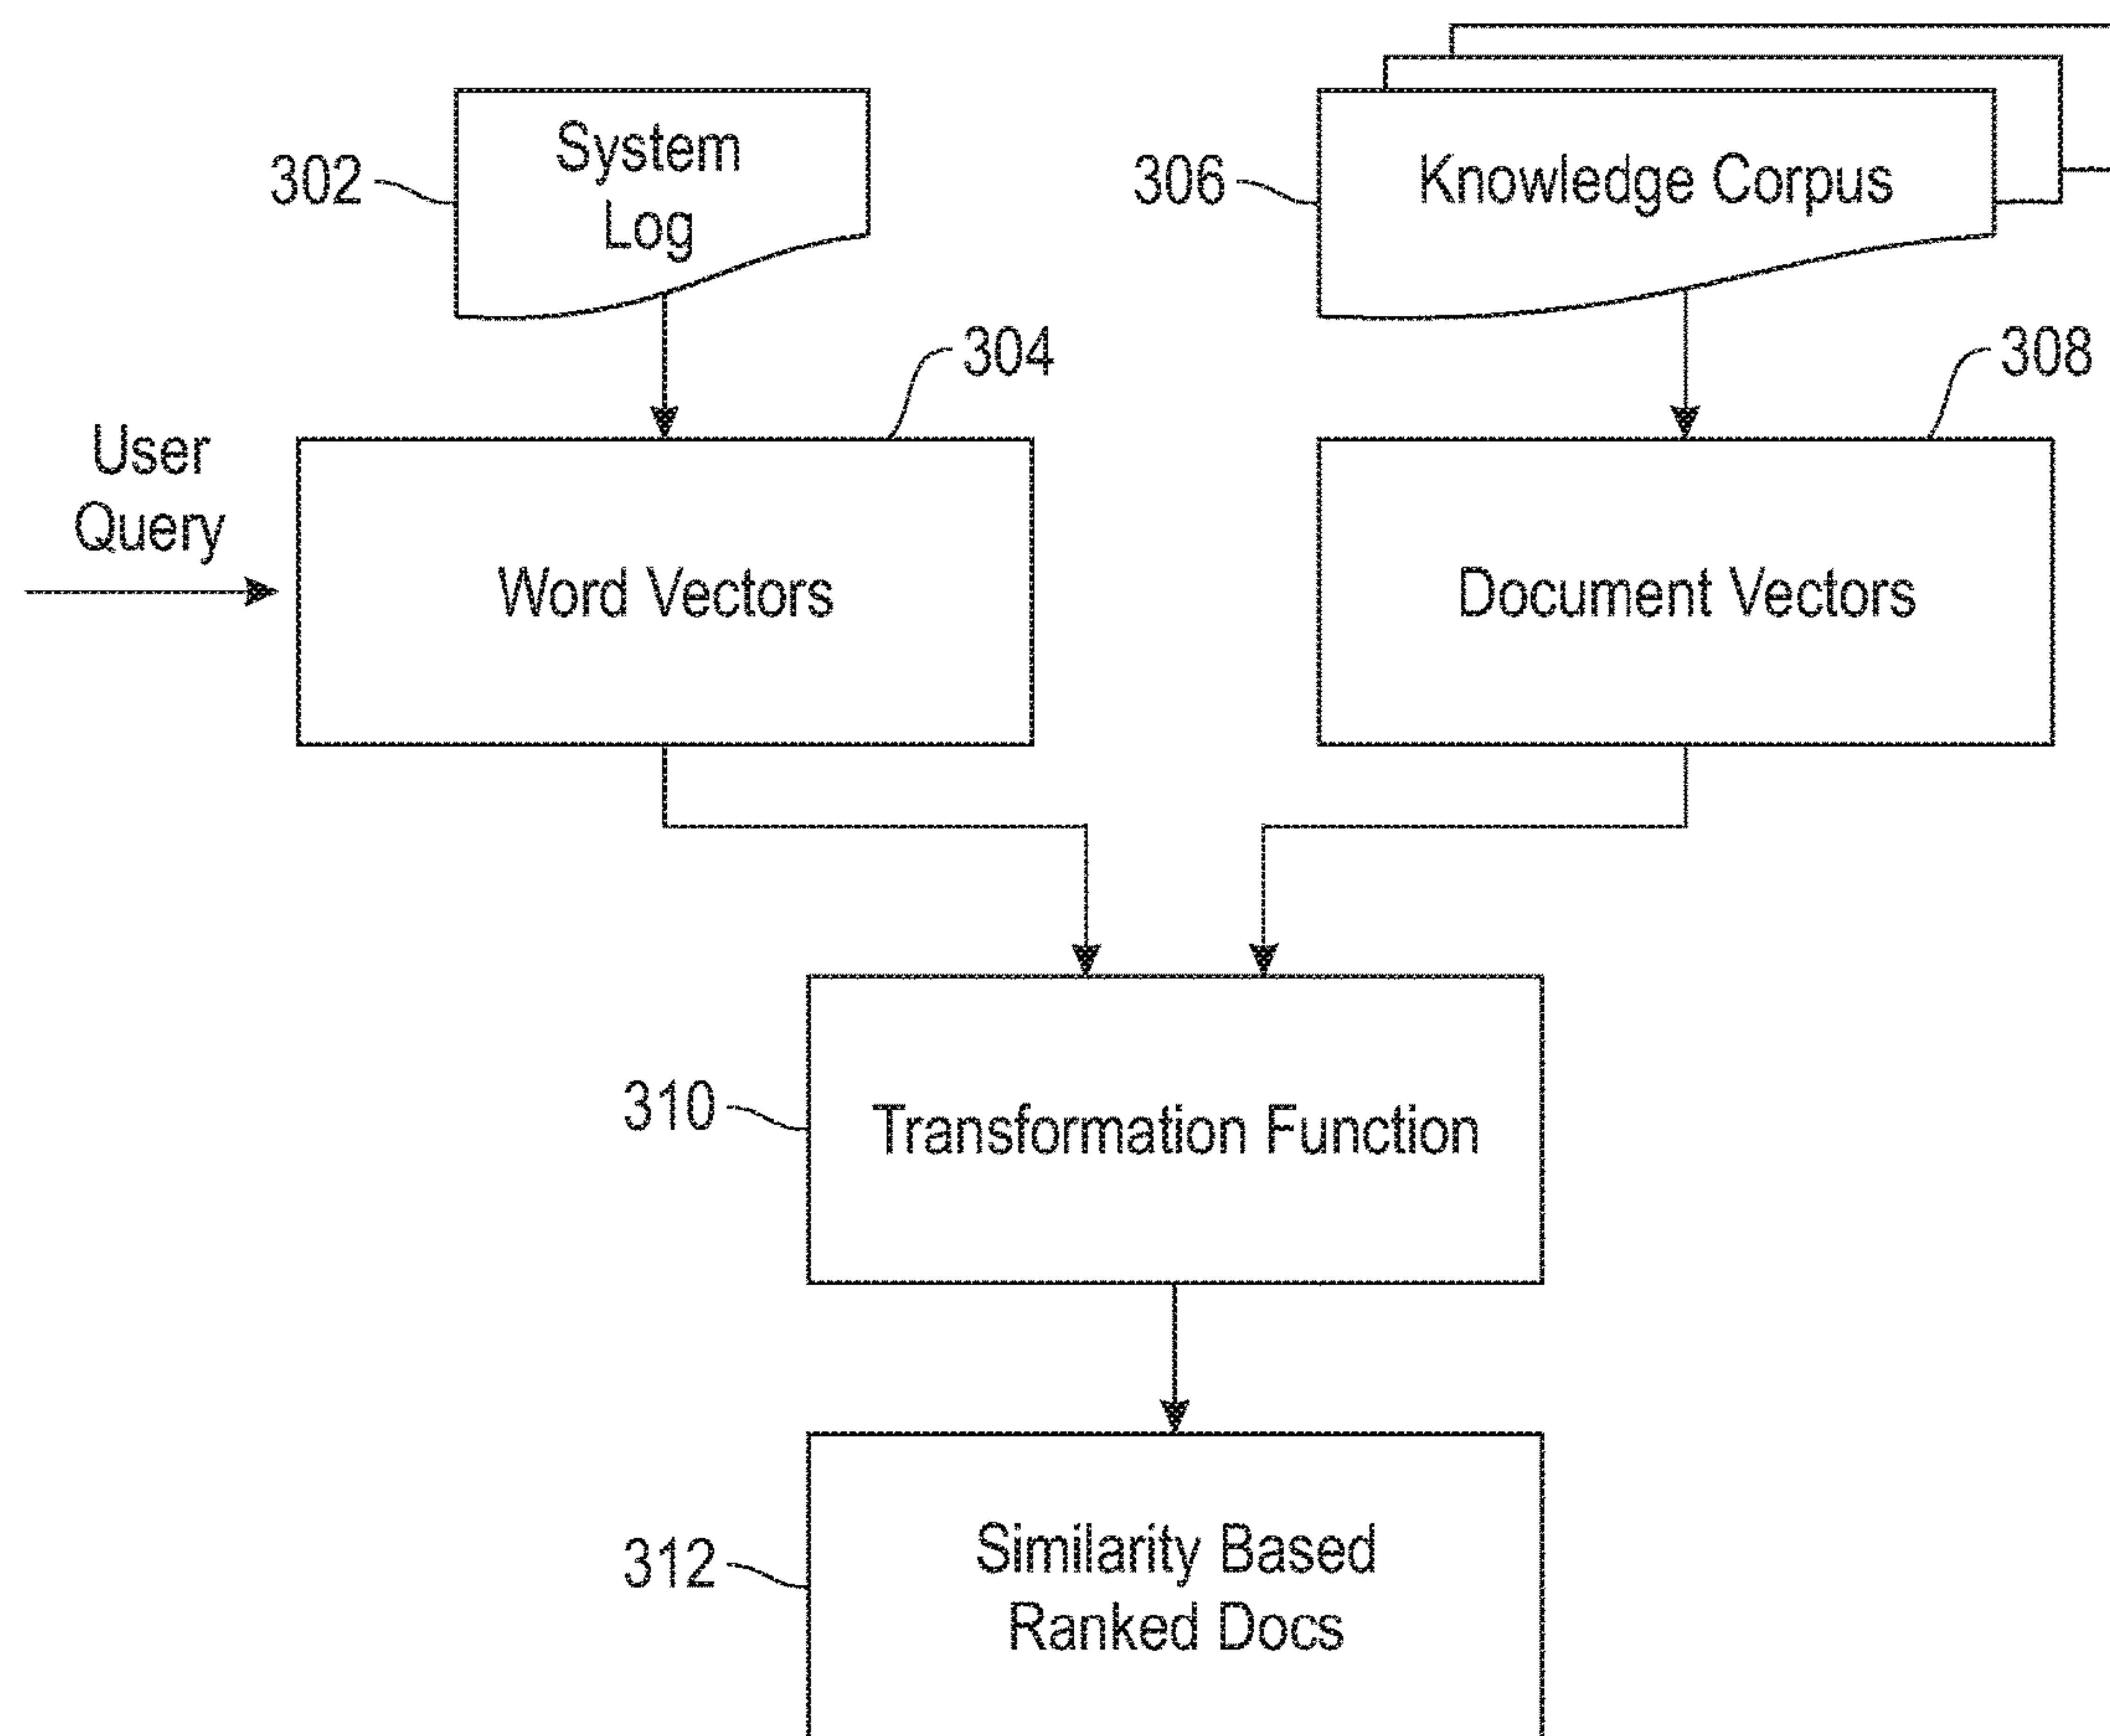 System
Log
302
Knowledge Corpus
306
304
308
User
Query
Word Vectors
Document Vectors
310
Transformation Function
312
Similarity Based
Ranked Docs